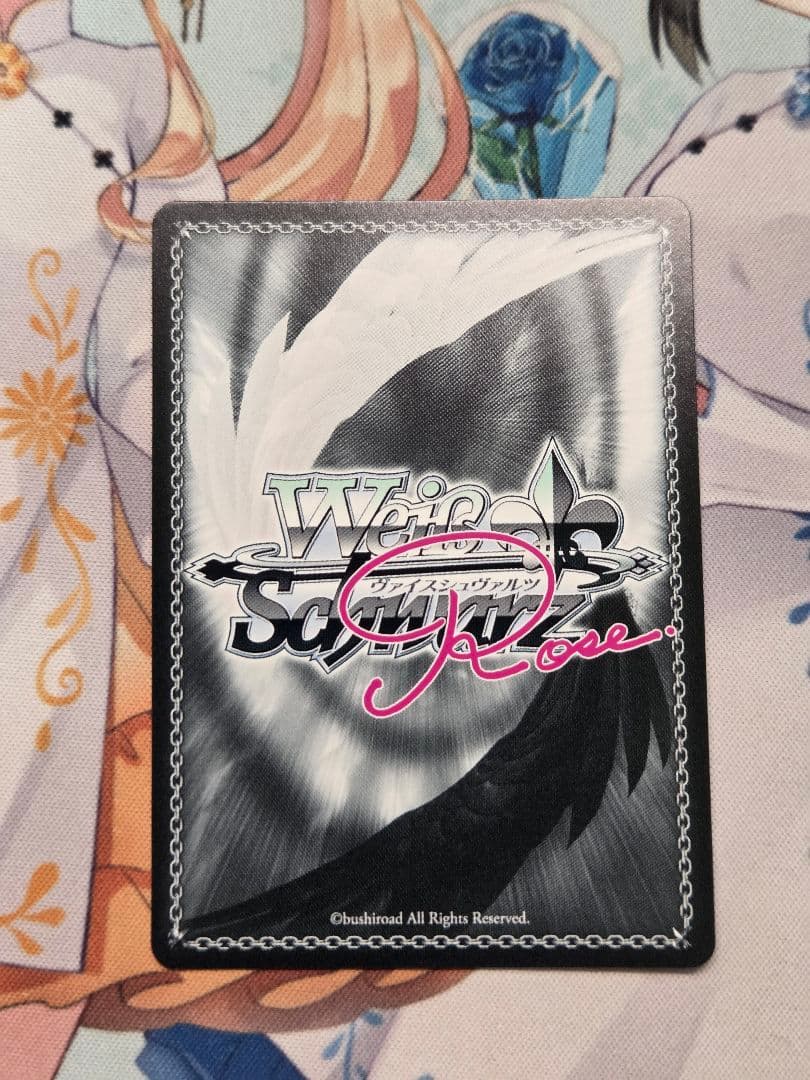 Weiß
ヴァイスシュヴァルツ
Schwarz
Rose.
©bushiroad All Rights Reserved.